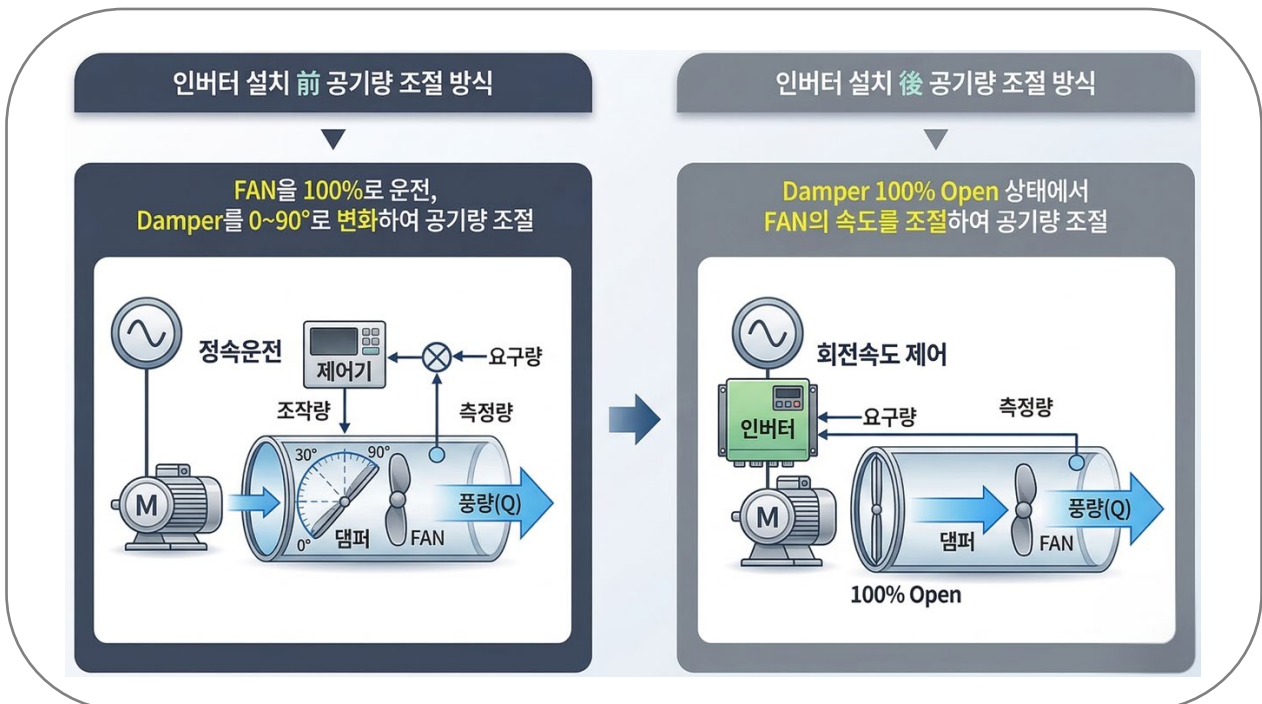 인버터 설치 前 공기량 조절 방식
FAN을 100%로 운전,
Damper를 0~90°로 변화하여 공기량 조절
정속운전
제어기
요구량
조작량
측정량
30°
90°
0°
M
댐퍼
FAN
풍량(Q)
인버터 설치 後 공기량 조절 방식
Damper 100% Open 상태에서
FAN의 속도를 조절하여 공기량 조절
회전속도 제어
인버터
요구량
측정량
M
댐퍼
FAN
풍량(Q)
100% Open